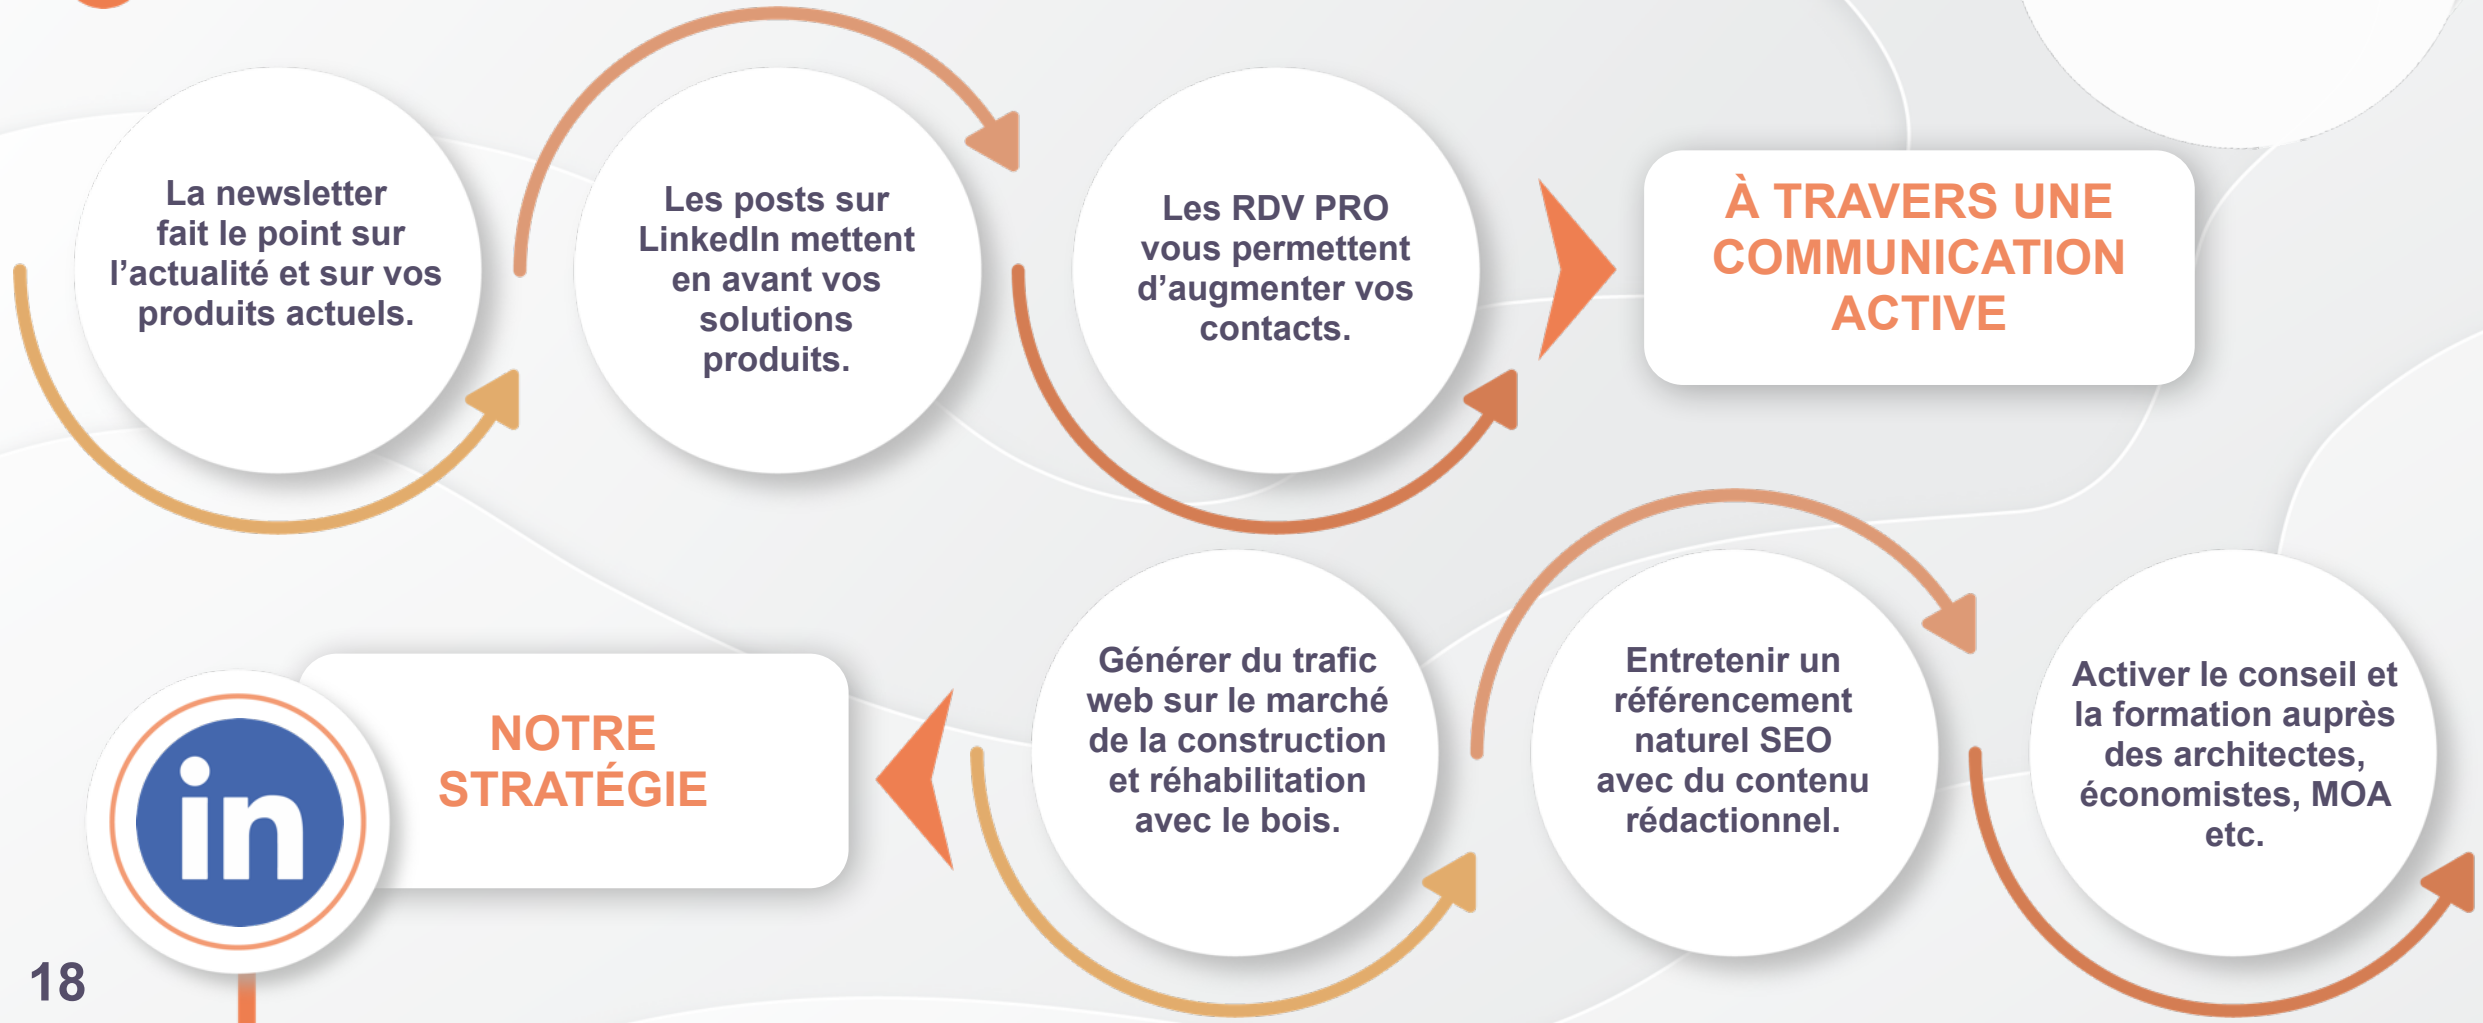 La newsletter
fait le point sur
l’actualité et sur vos
produits actuels.
Les posts sur
LinkedIn mettent
en avant vos
solutions
produits.
Les RDV PRO
vous permettent
d’augmenter vos
contacts.
À TRAVERS UNE
COMMUNICATION
ACTIVE
in
NOTRE
STRATÉGIE
Générer du trafic
web sur le marché
de la construction
et réhabilitation
avec le bois.
Entretenir un
référencement
naturel SEO
avec du contenu
rédactionnel.
Activer le conseil et
la formation auprès
des architectes,
économistes, MOA
etc.
18